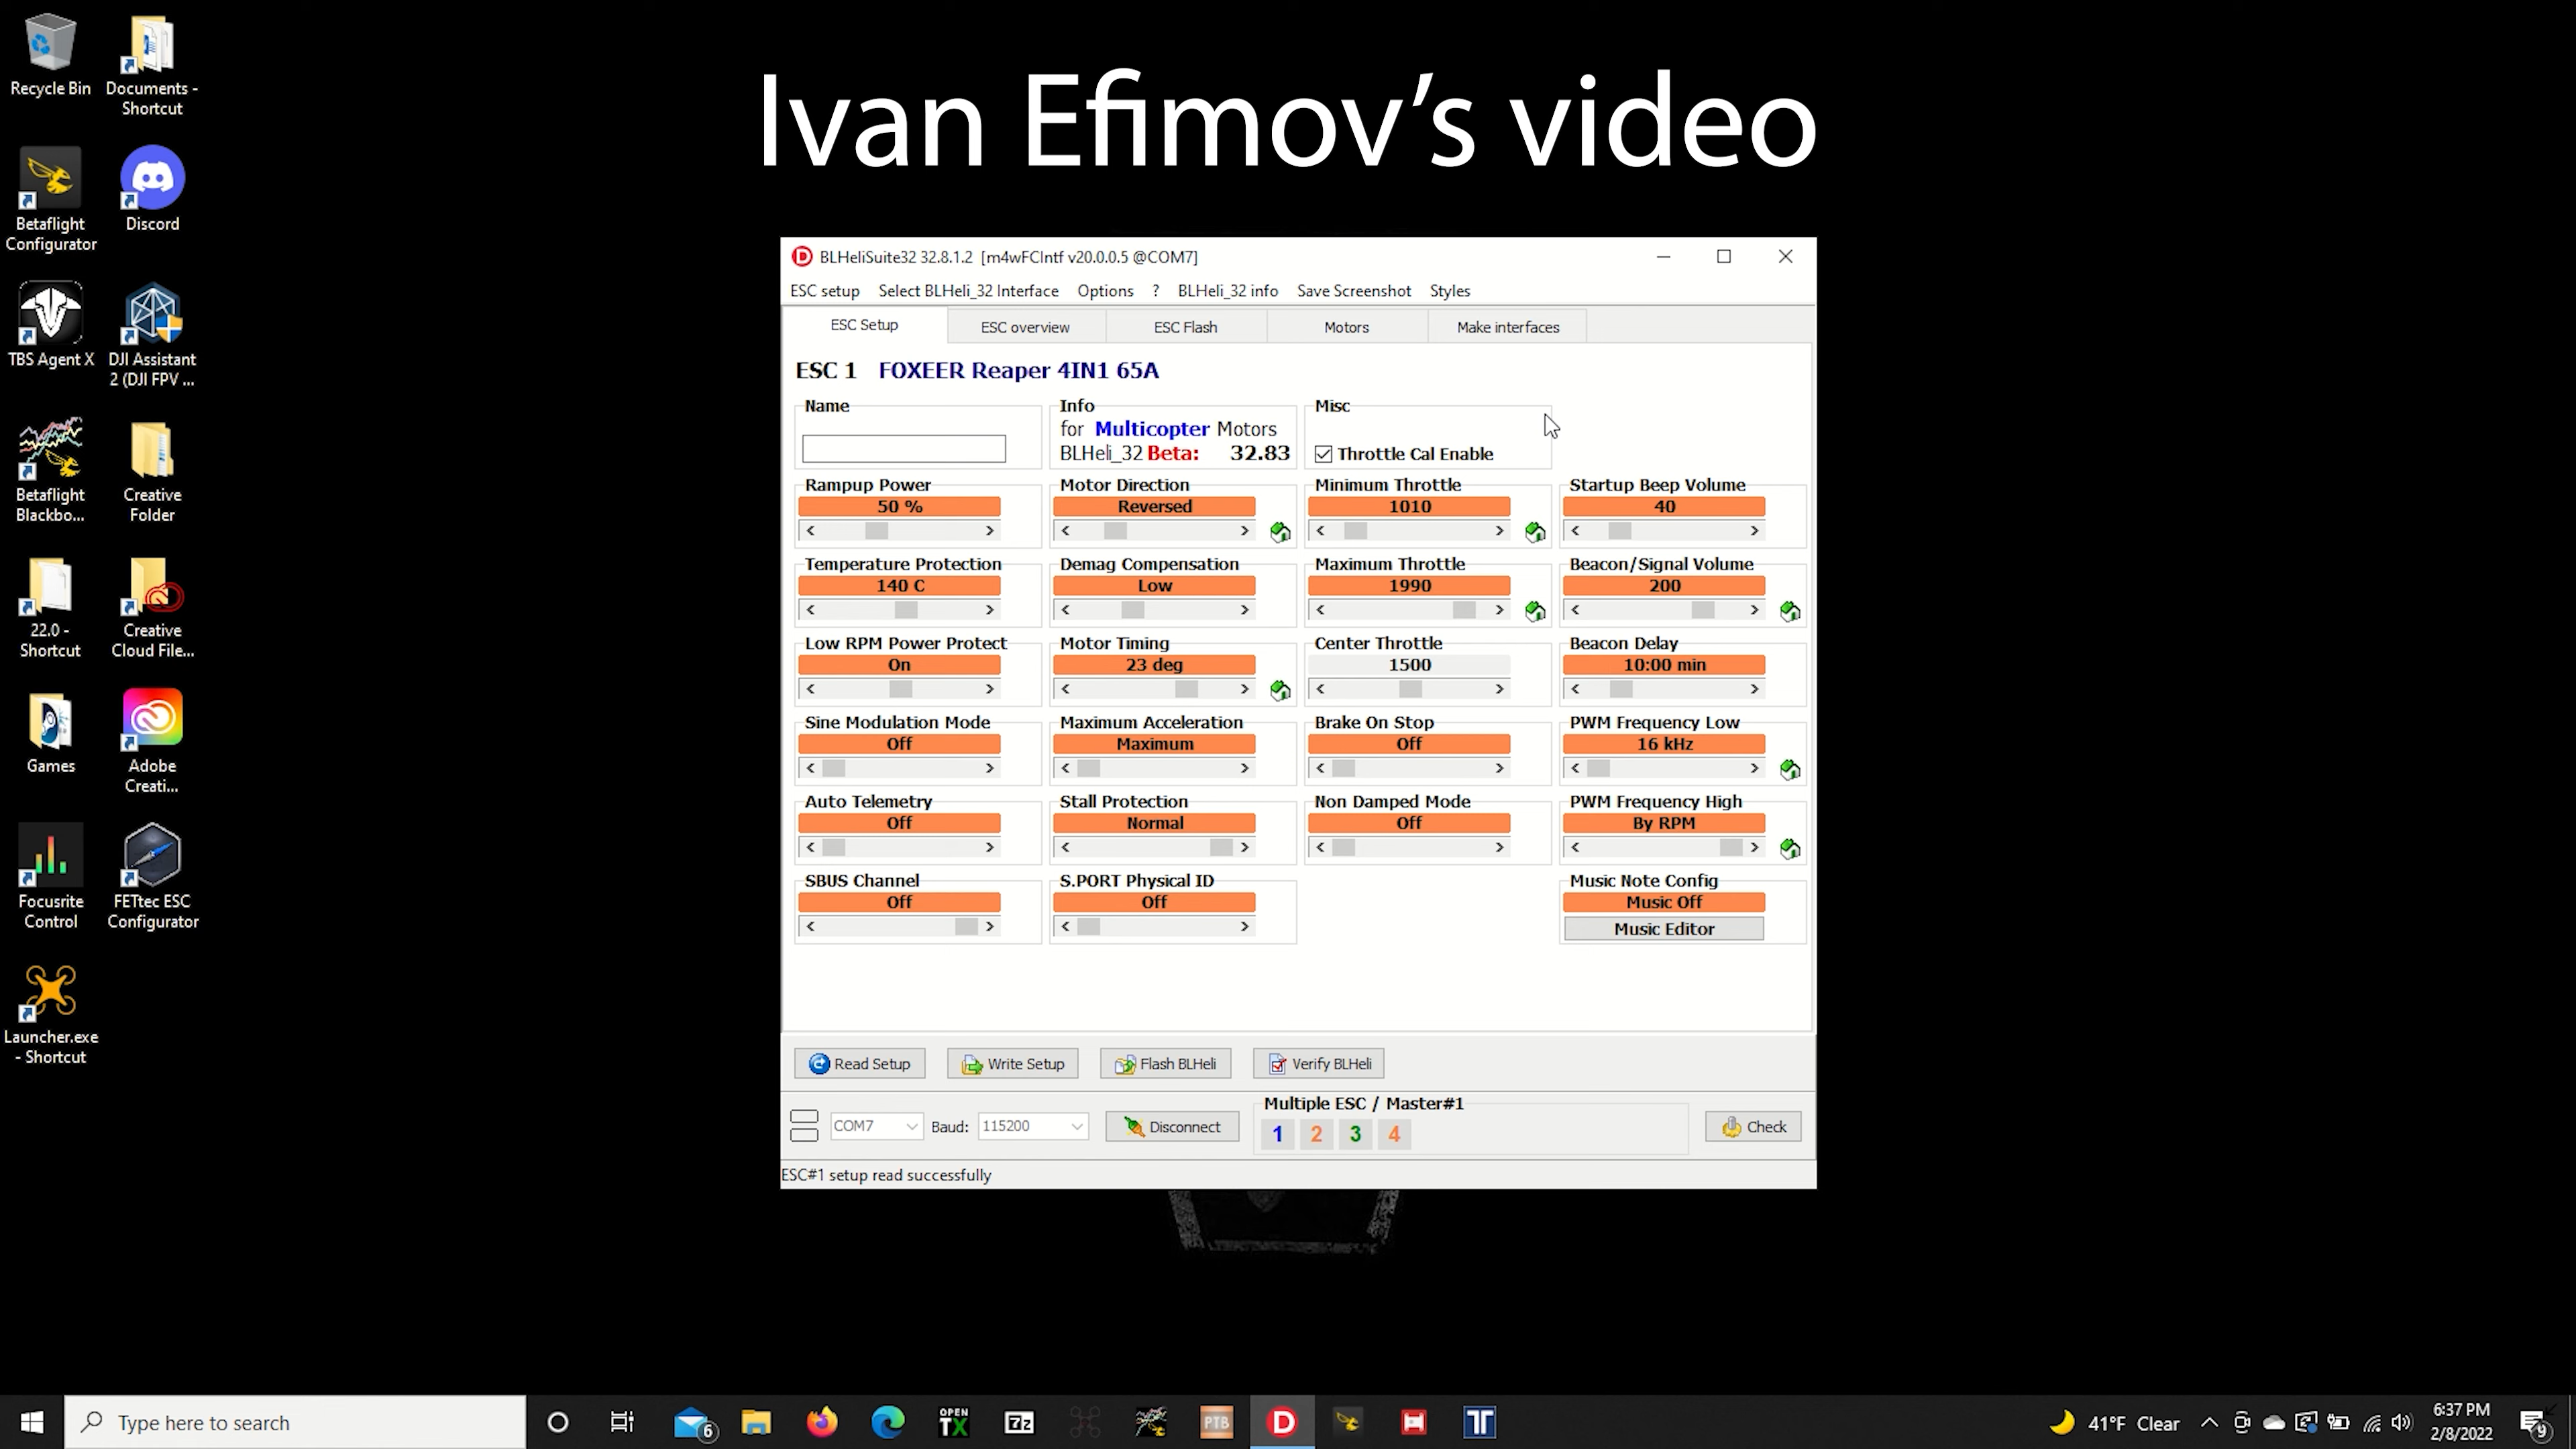 Ivan Efimov’s video
Recycle Bin
Documents -
Shortcut
Betaflight
Configurator
Discord
TBS Agent X
DJI Assistant
2 (DJI FPV ...
Betaflight
Blackbo...
Creative
Folder
22.0 -
Shortcut
Creative
Cloud File...
Games
Adobe
Creati...
Focusrite
Control
FETtec ESC
Configurator
Launcher.exe
- Shortcut
BLHeliSuite32 32.8.1.2 [m4wFCIntf v20.0.0.5 @COM7]
ESC setup Select BLHeli_32 Interface Options ? BLHeli_32 info Save Screenshot Styles
ESC Setup ESC overview ESC Flash Motors Make interfaces
ESC 1 FOXEER Reaper 4IN1 65A
Name
Info
for Multicopter Motors
BLHeli_32 Beta: 32.83
Misc
Throttle Cal Enable
Rampup Power
50 %
Motor Direction
Reversed
Minimum Throttle
1010
Startup Beep Volume
40
Temperature Protection
140 C
Demag Compensation
Low
Maximum Throttle
1990
Beacon/Signal Volume
200
Low RPM Power Protect
On
Motor Timing
23 deg
Center Throttle
1500
Beacon Delay
10:00 min
Sine Modulation Mode
Off
Maximum Acceleration
Maximum
Brake On Stop
Off
PWM Frequency Low
16 kHz
Auto Telemetry
Off
Stall Protection
Normal
Non Damped Mode
Off
PWM Frequency High
By RPM
SBUS Channel
Off
S.PORT Physical ID
Off
Music Note Config
Music Off
Music Editor
Read Setup Write Setup Flash BLHeli Verify BLHeli
Multiple ESC / Master#1
COM7 Baud: 115200 Disconnect 1 2 3 4 Check
ESC#1 setup read successfully
Type here to search
6
OPEN
TX
7z
PTB
41°F Clear
6:37 PM
2/8/2022
9